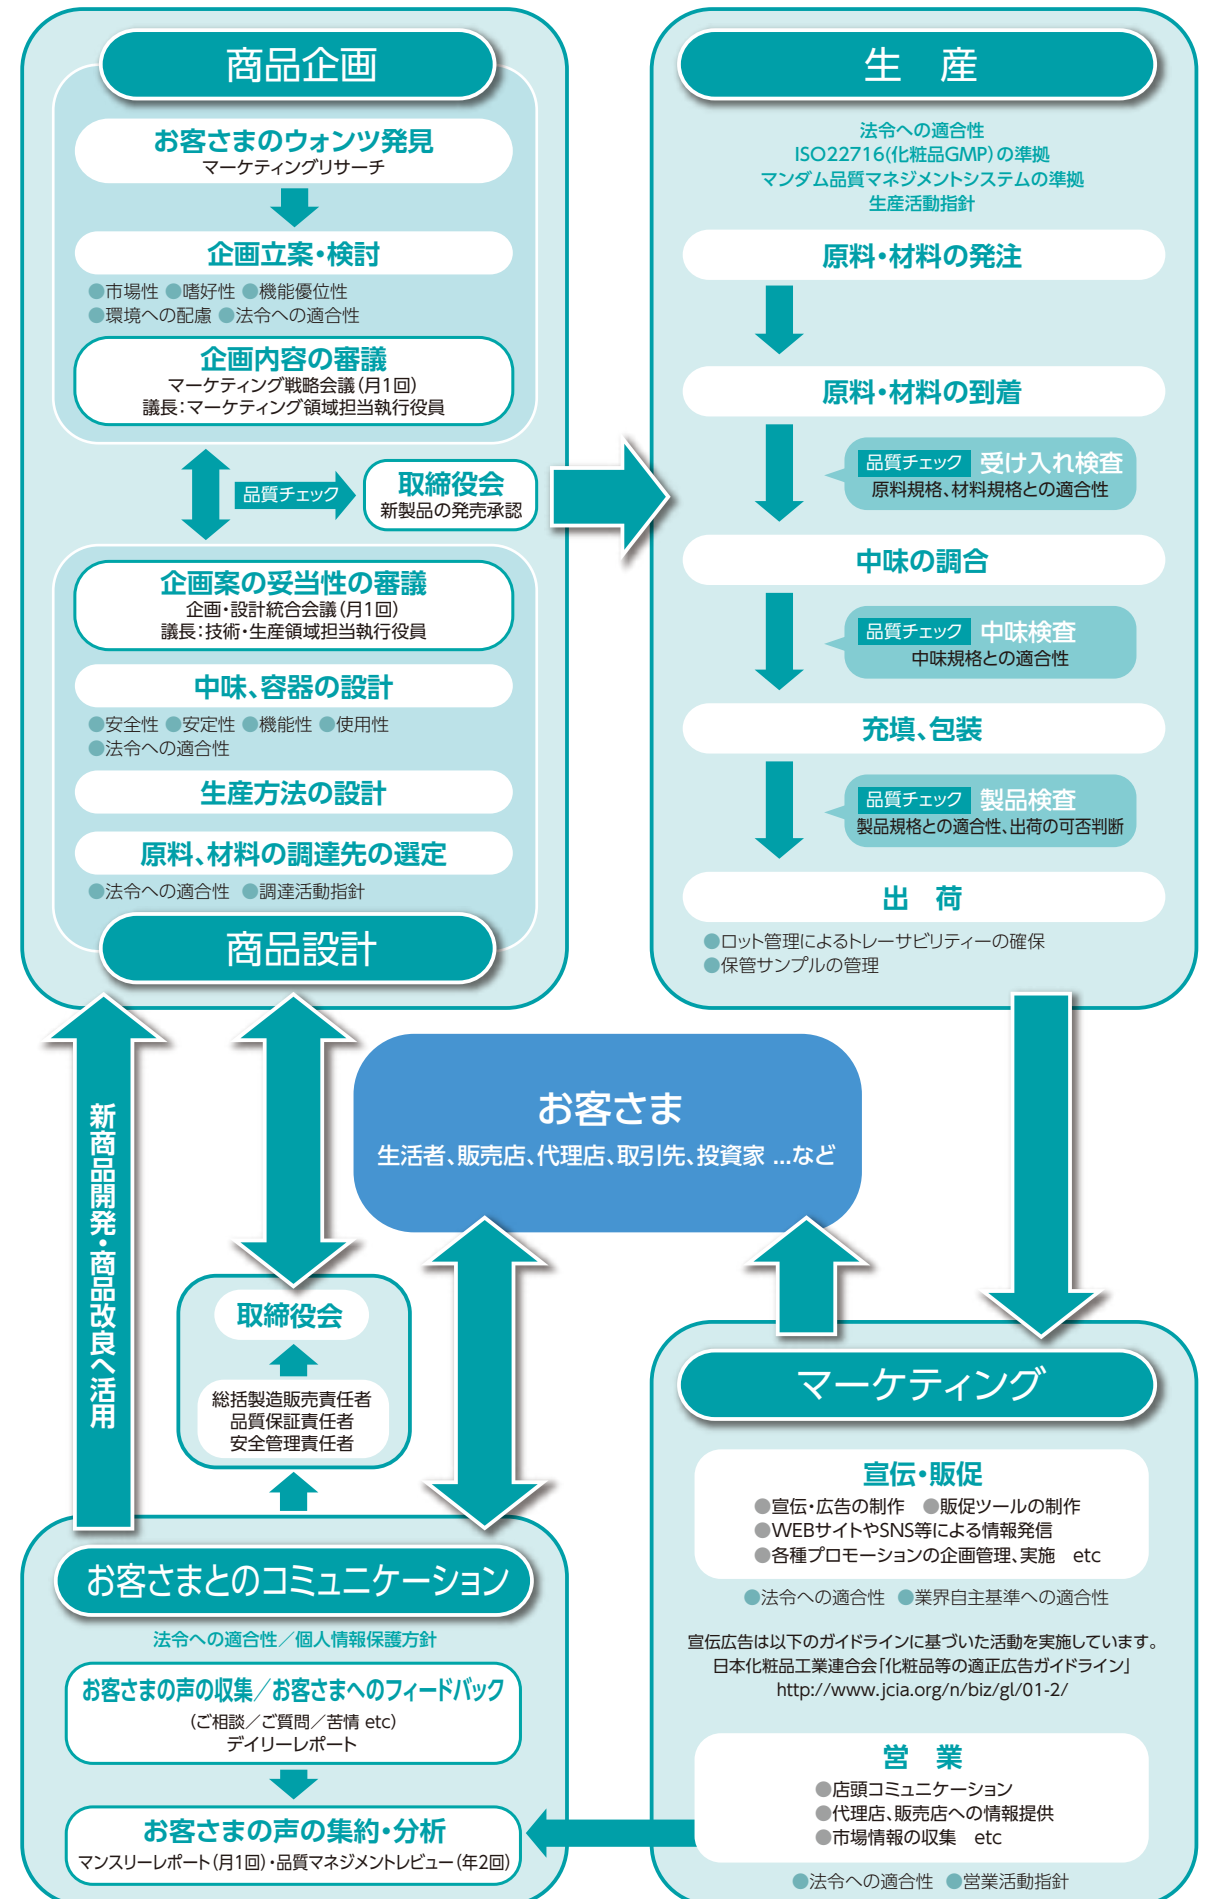 商品企画
お客さまのウォンツ発見
マーケティングリサーチ
企画立案・検討
●市場性 ●嗜好性 ●機能優位性
●環境への配慮 ●法令への適合性
企画内容の審議
マーケティング戦略会議（月1回）
議長：マーケティング領域担当執行役員
品質チェック
取締役会
新製品の発売承認
企画案の妥当性の審議
企画・設計統合会議（月1回）
議長：技術・生産領域担当執行役員
中味、容器の設計
●安全性 ●安定性 ●機能性 ●使用性
●法令への適合性
生産方法の設計
原料、材料の調達先の選定
●法令への適合性 ●調達活動指針
商品設計
生　産
法令への適合性
ISO22716(化粧品GMP)の準拠
マンダム品質マネジメントシステムの準拠
生産活動指針
原料・材料の発注
原料・材料の到着
品質チェック 受け入れ検査
原料規格、材料規格との適合性
中味の調合
品質チェック 中味検査
中味規格との適合性
充填、包装
品質チェック 製品検査
製品規格との適合性、出荷の可否判断
出　荷
●ロット管理によるトレーサビリティーの確保
●保管サンプルの管理
お客さま
生活者、販売店、代理店、取引先、投資家 …など
新商品開発・商品改良へ活用
取締役会
総括製造販売責任者
品質保証責任者
安全管理責任者
お客さまとのコミュニケーション
法令への適合性／個人情報保護方針
お客さまの声の収集／お客さまへのフィードバック
（ご相談／ご質問／苦情 etc）
デイリーレポート
お客さまの声の集約・分析
マンスリーレポート（月1回）・品質マネジメントレビュー（年2回）
マーケティング
宣伝・販促
●宣伝・広告の制作　●販促ツールの制作
●WEBサイトやSNS等による情報発信
●各種プロモーションの企画管理、実施　etc
●法令への適合性 ●業界自主基準への適合性
宣伝広告は以下のガイドラインに基づいた活動を実施しています。
日本化粧品工業連合会「化粧品等の適正広告ガイドライン」
http://www.jcia.org/n/biz/gl/01-2/
営　業
●店頭コミュニケーション
●代理店、販売店への情報提供
●市場情報の収集　etc
●法令への適合性 ●営業活動指針